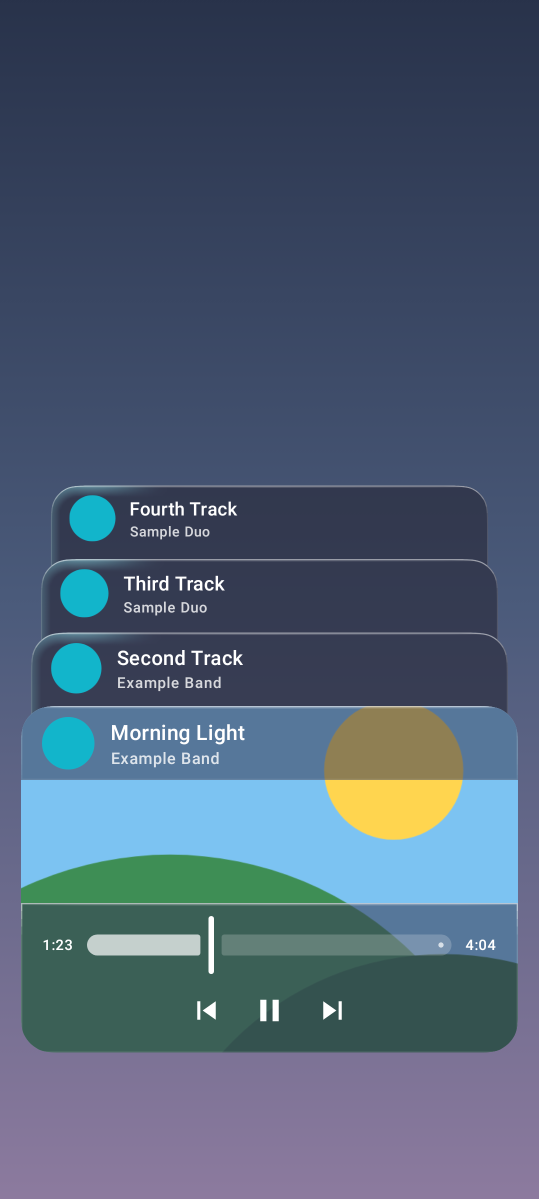 Fourth Track
Sample Duo
Third Track
Sample Duo
Second Track
Example Band
Morning Light
Example Band
1:23
4:04